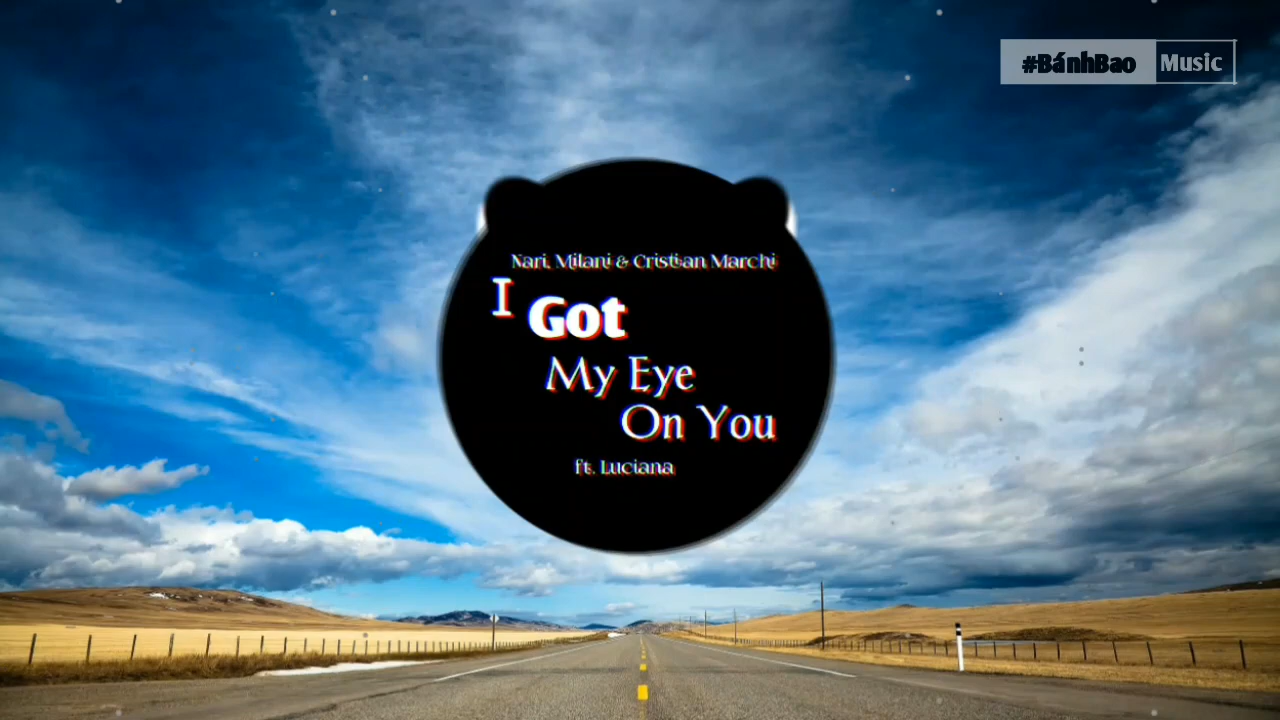 #BánhBao Music
Nari, Milani & Cristian Marchi
I Got
My Eye
On You
ft. Luciana